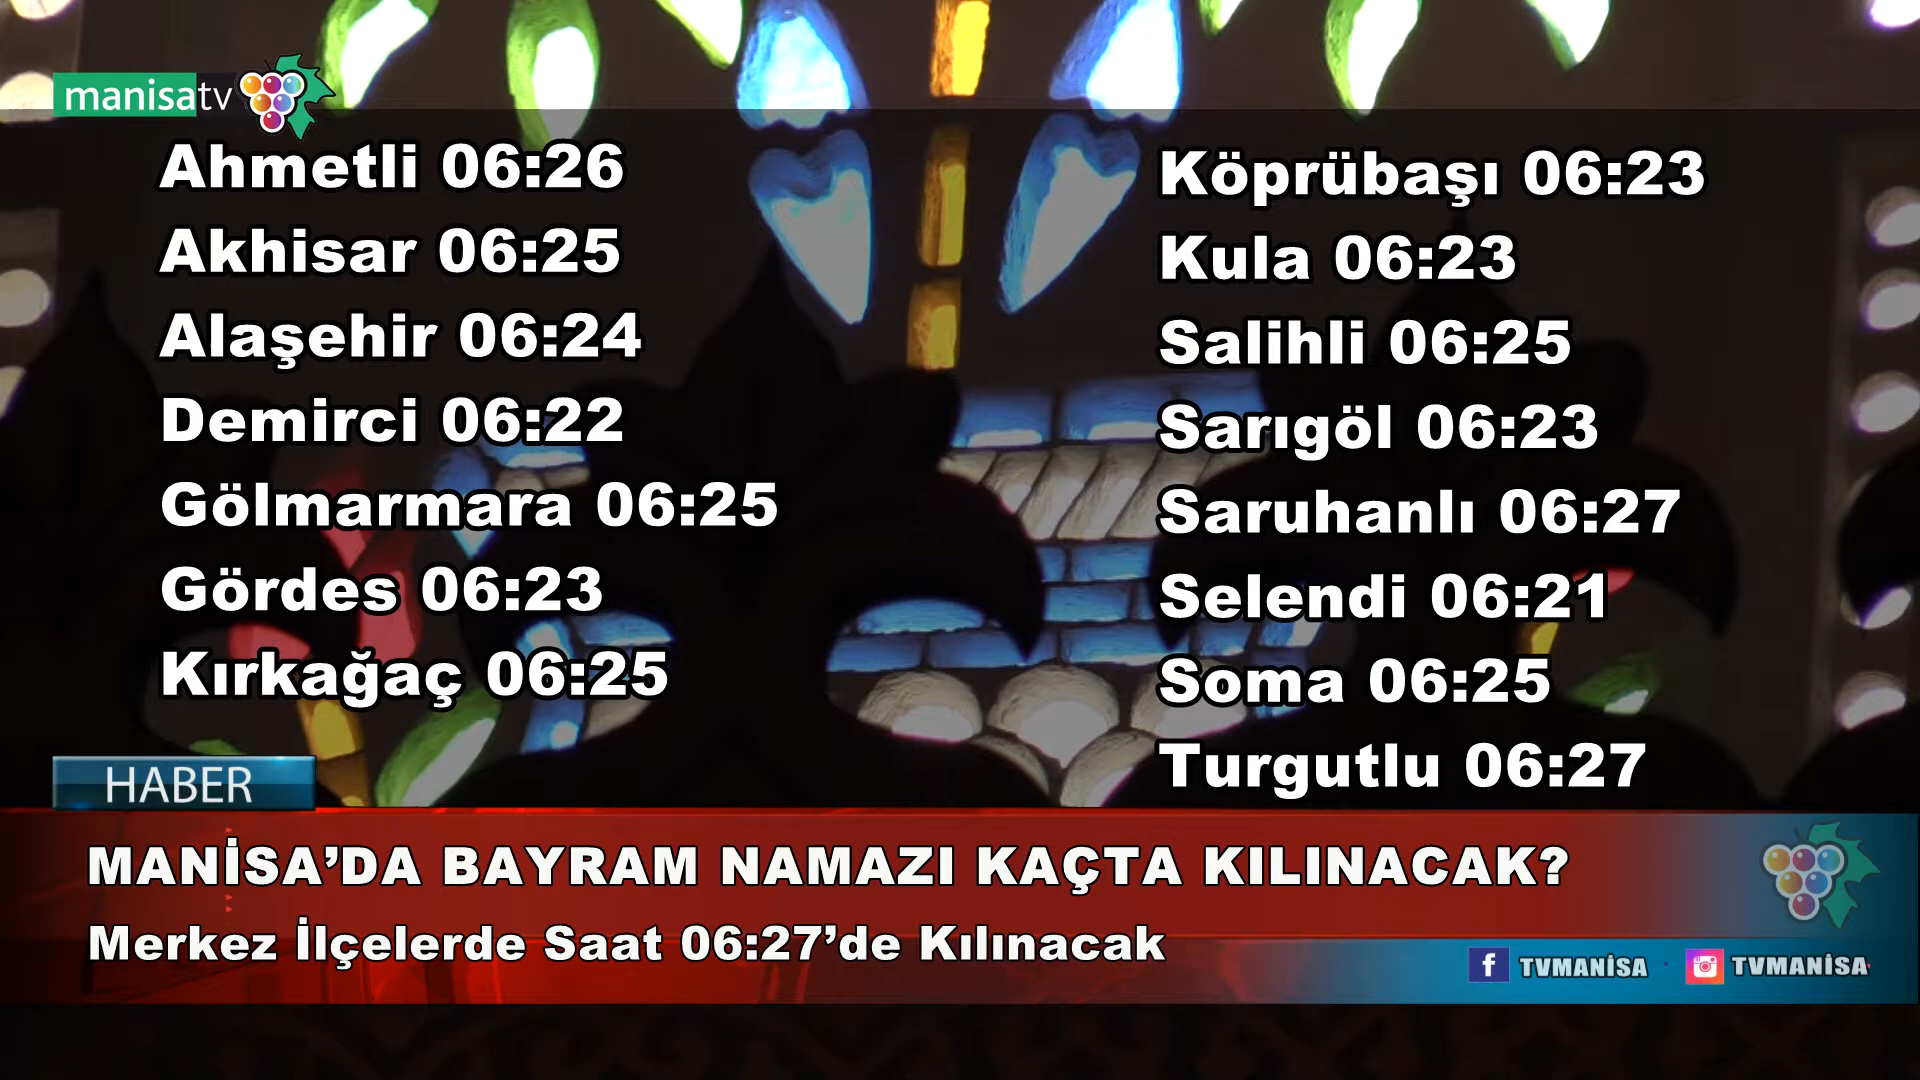 manisatv
Ahmetli 06:26
Akhisar 06:25
Alaşehir 06:24
Demirci 06:22
Gölmarmara 06:25
Gördes 06:23
Kırkağaç 06:25
Köprübaşı 06:23
Kula 06:23
Salihli 06:25
Sarıgöl 06:23
Saruhanlı 06:27
Selendi 06:21
Soma 06:25
Turgutlu 06:27
HABER
MANİSA’DA BAYRAM NAMAZI KAÇTA KILINACAK?
Merkez İlçelerde Saat 06:27’de Kılınacak
f TVMANİSA
TVMANİSA